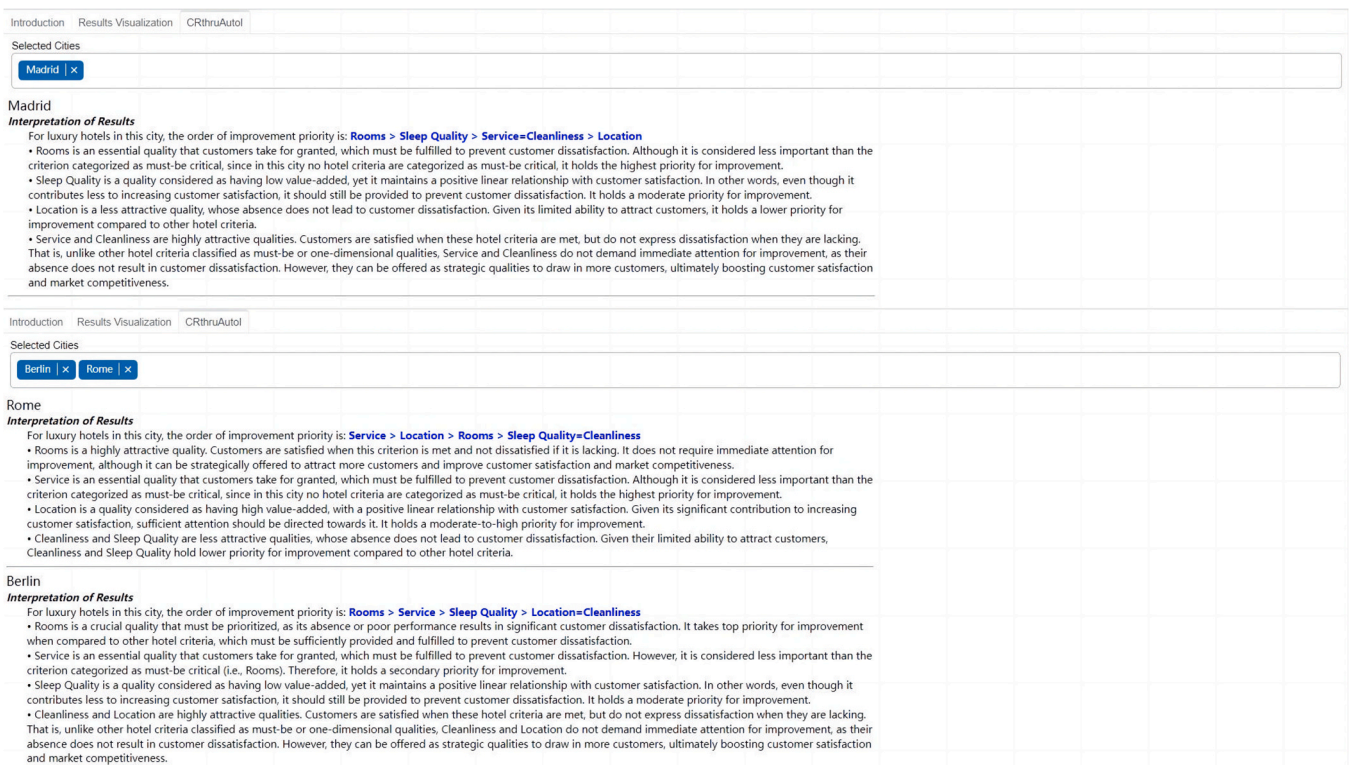 Introduction Results Visualization CRthruAutoI
Selected Cities
Madrid | ×
Madrid
Interpretation of Results
For luxury hotels in this city, the order of improvement priority is: Rooms > Sleep Quality > Service=Cleanliness > Location
• Rooms is an essential quality that customers take for granted, which must be fulfilled to prevent customer dissatisfaction. Although it is considered less important than the
criterion categorized as must-be critical, since in this city no hotel criteria are categorized as must-be critical, it holds the highest priority for improvement.
• Sleep Quality is a quality considered as having low value-added, yet it maintains a positive linear relationship with customer satisfaction. In other words, even though it
contributes less to increasing customer satisfaction, it should still be provided to prevent customer dissatisfaction. It holds a moderate priority for improvement.
• Location is a less attractive quality, whose absence does not lead to customer dissatisfaction. Given its limited ability to attract customers, it holds a lower priority for
improvement compared to other hotel criteria.
• Service and Cleanliness are highly attractive qualities. Customers are satisfied when these hotel criteria are met, but do not express dissatisfaction when they are lacking.
That is, unlike other hotel criteria classified as must-be or one-dimensional qualities, Service and Cleanliness do not demand immediate attention for improvement, as their
absence does not result in customer dissatisfaction. However, they can be offered as strategic qualities to draw in more customers, ultimately boosting customer satisfaction
and market competitiveness.
Introduction Results Visualization CRthruAutoI
Selected Cities
Berlin | × Rome | ×
Rome
Interpretation of Results
For luxury hotels in this city, the order of improvement priority is: Service > Location > Rooms > Sleep Quality=Cleanliness
• Rooms is a highly attractive quality. Customers are satisfied when this criterion is met and not dissatisfied if it is lacking. It does not require immediate attention for
improvement, although it can be strategically offered to attract more customers and improve customer satisfaction and market competitiveness.
• Service is an essential quality that customers take for granted, which must be fulfilled to prevent customer dissatisfaction. Although it is considered less important than the
criterion categorized as must-be critical, since in this city no hotel criteria are categorized as must-be critical, it holds the highest priority for improvement.
• Location is a quality considered as having high value-added, with a positive linear relationship with customer satisfaction. Given its significant contribution to increasing
customer satisfaction, sufficient attention should be directed towards it. It holds a moderate-to-high priority for improvement.
• Cleanliness and Sleep Quality are less attractive qualities, whose absence does not lead to customer dissatisfaction. Given their limited ability to attract customers,
Cleanliness and Sleep Quality hold lower priority for improvement compared to other hotel criteria.
Berlin
Interpretation of Results
For luxury hotels in this city, the order of improvement priority is: Rooms > Service > Sleep Quality > Location=Cleanliness
• Rooms is a crucial quality that must be prioritized, as its absence or poor performance results in significant customer dissatisfaction. It takes top priority for improvement
when compared to other hotel criteria, which must be sufficiently provided and fulfilled to prevent customer dissatisfaction.
• Service is an essential quality that customers take for granted, which must be fulfilled to prevent customer dissatisfaction. However, it is considered less important than the
criterion categorized as must-be critical (i.e., Rooms). Therefore, it holds a secondary priority for improvement.
• Sleep Quality is a quality considered as having low value-added, yet it maintains a positive linear relationship with customer satisfaction. In other words, even though it
contributes less to increasing customer satisfaction, it should still be provided to prevent customer dissatisfaction. It holds a moderate priority for improvement.
• Cleanliness and Location are highly attractive qualities. Customers are satisfied when these hotel criteria are met, but do not express dissatisfaction when they are lacking.
That is, unlike other hotel criteria classified as must-be or one-dimensional qualities, Cleanliness and Location do not demand immediate attention for improvement, as their
absence does not result in customer dissatisfaction. However, they can be offered as strategic qualities to draw in more customers, ultimately boosting customer satisfaction
and market competitiveness.